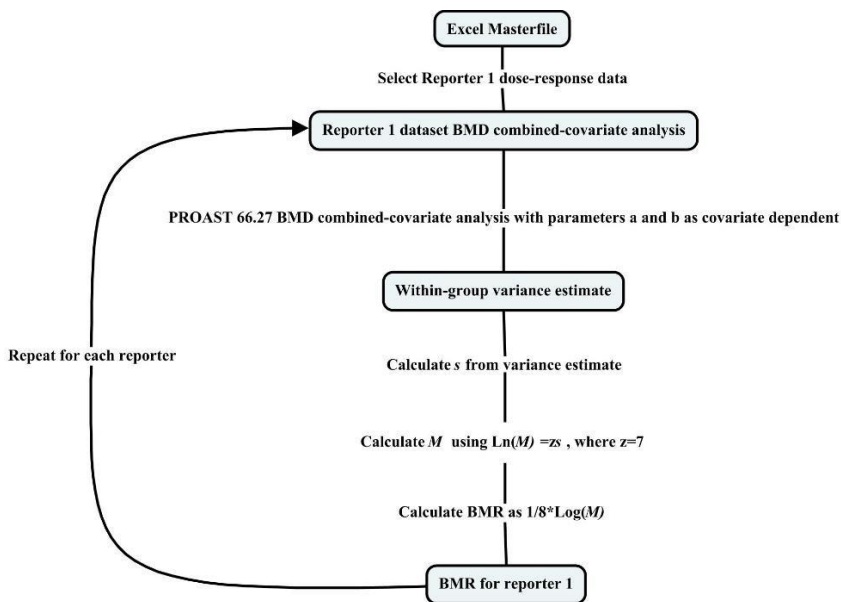 Excel Masterfile
Select Reporter 1 dose-response data
Reporter 1 dataset BMD combined-covariate analysis
PROAST 66.27 BMD combined-covariate analysis with parameters a and b as covariate dependent
Within-group variance estimate
Repeat for each reporter
Calculate s from variance estimate
Calculate M using Ln(M) =zs , where z=7
Calculate BMR as 1/8*Log(M)
BMR for reporter 1